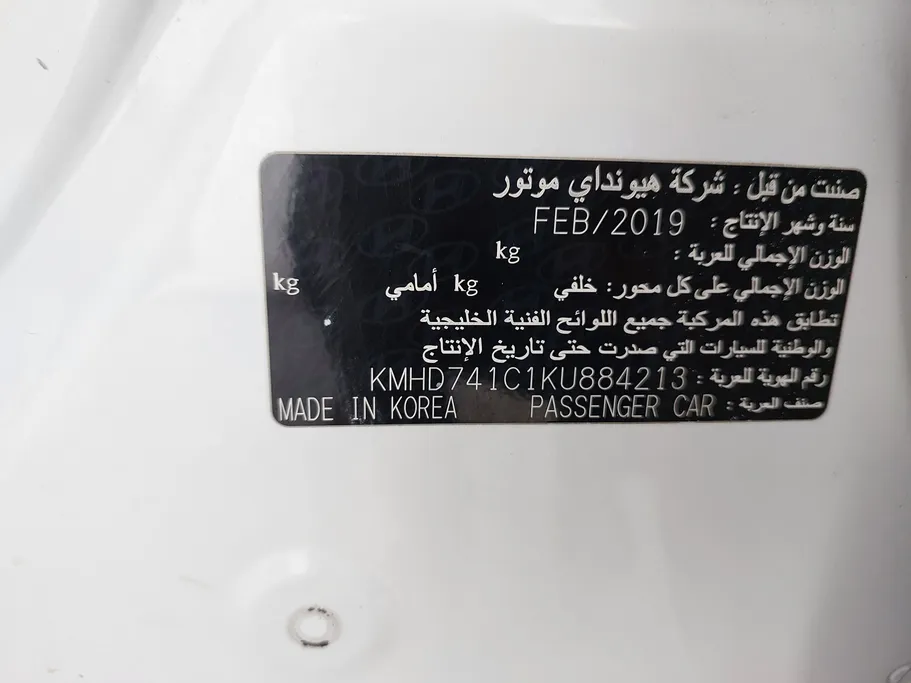 صنعت من قبل : شركة هيونداي موتور
سنة وشهر الإنتاج : FEB/2019
الوزن الإجمالي للعربة : kg
الوزن الإجمالي على كل محور: خلفي kg أمامي kg
تطابق هذه المركبة جميع اللوائح الفنية الخليجية
والوطنية للسيارات التي صدرت حتى تاريخ الإنتاج
رقم الهوية للعربة : KMHD741C1KU884213
صنف العربة : PASSENGER CAR MADE IN KOREA